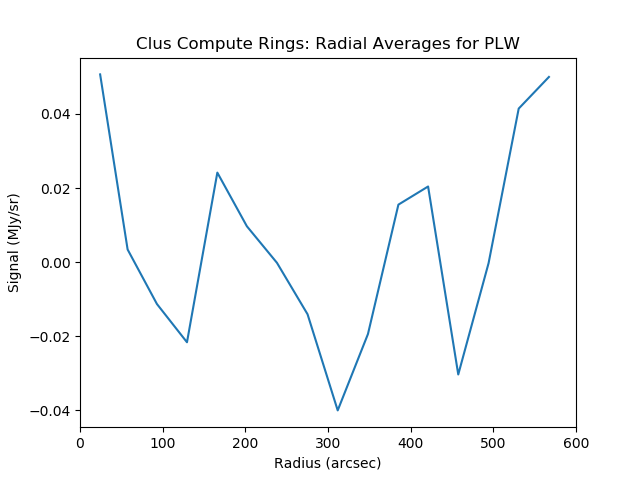 Clus Compute Rings: Radial Averages for PLW
Signal (MJy/sr)
0.04
0.02
0.00
−0.02
−0.04
0 100 200 300 400 500 600
Radius (arcsec)